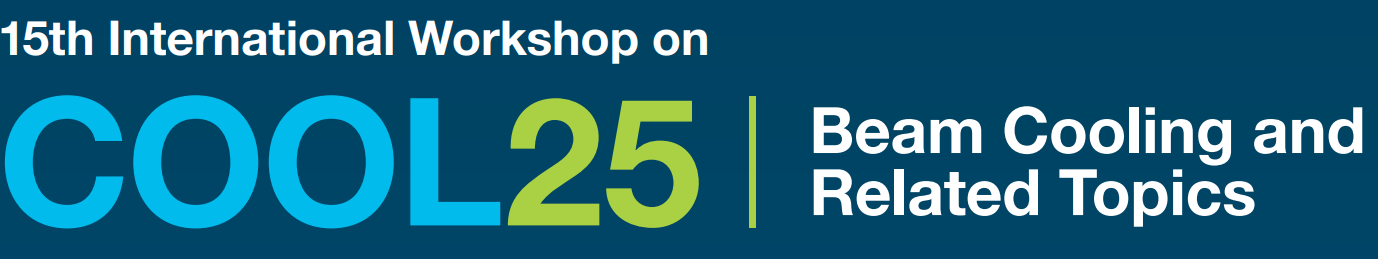 15th International Workshop on
COOL25
Beam Cooling and
Related Topics